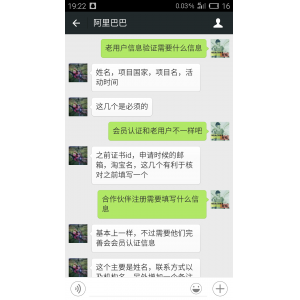 19:22
0.03% 4G 16
阿里巴巴
老用户信息验证需要什么信息
姓名，项目国家，项目名，活
动时间
这几个是必须的
会员认证和老用户不一样吧
之前证书id，申请时候的邮
箱，淘宝名，这几个有利于核
对之前填写一个
合作伙伴注册需要填写什么信
息
基本上一样，不过需要他们完
善会会员认证信息
这个主要是姓名，联系方式以